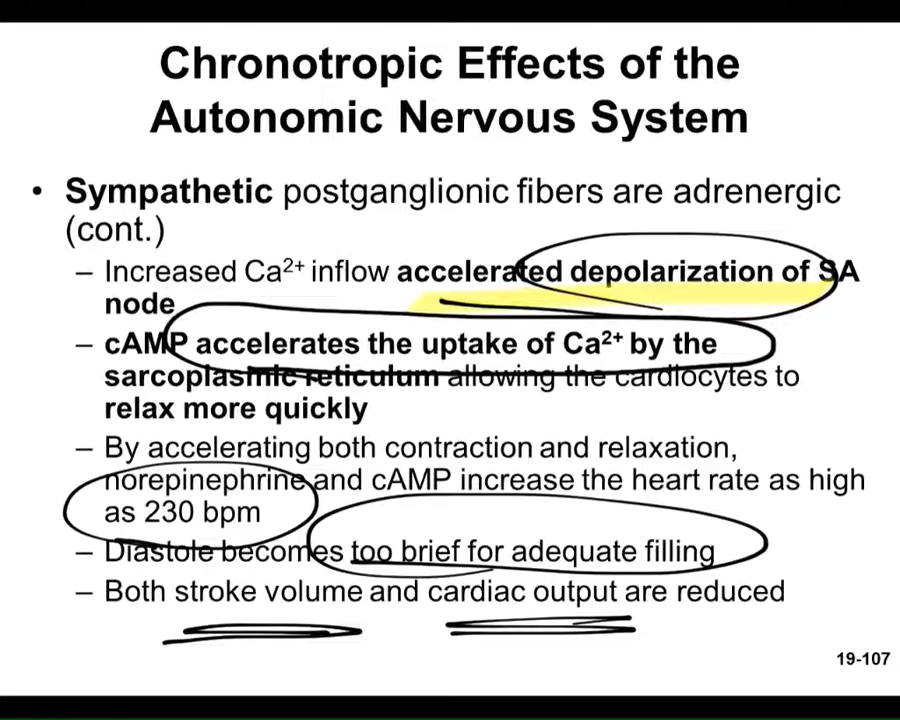 Chronotropic Effects of the
Autonomic Nervous System
• Sympathetic postganglionic fibers are adrenergic
(cont.)
– Increased Ca²⁺ inflow accelerated depolarization of SA
node
– cAMP accelerates the uptake of Ca²⁺ by the
sarcoplasmic reticulum allowing the cardiocytes to
relax more quickly
– By accelerating both contraction and relaxation,
norepinephrine and cAMP increase the heart rate as high
as 230 bpm
– Diastole becomes too brief for adequate filling
– Both stroke volume and cardiac output are reduced
19-107